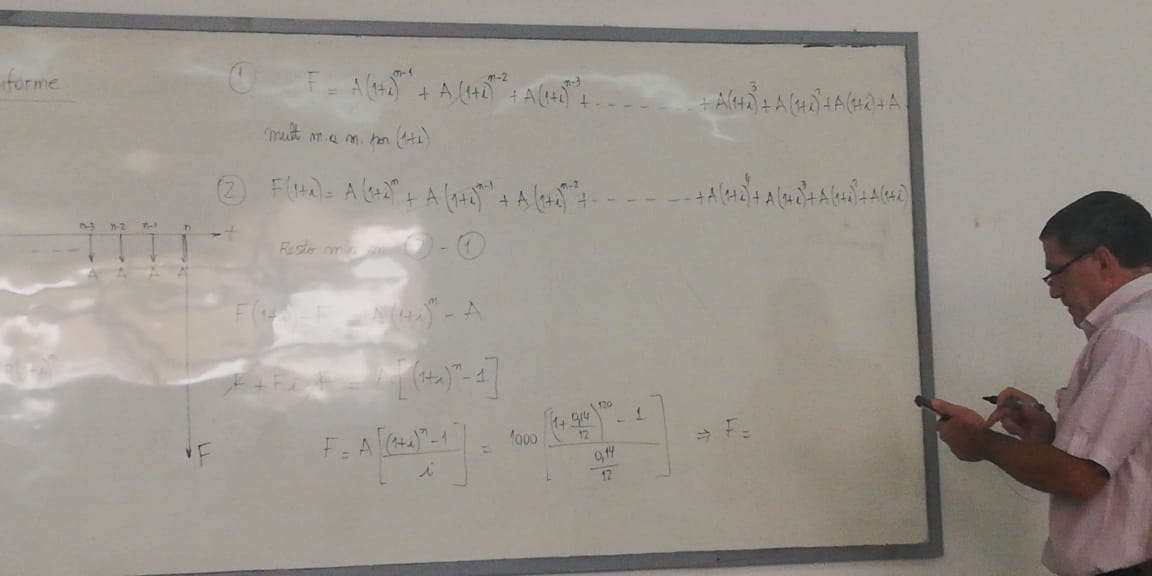 iforme
① F = A(1+i)^{n-1} + A(1+i)^{n-2} + A(1+i)^{n-3} + - - - - - - + A(1+i)^3 + A(1+i)^2 + A(1+i) + A
mult m. a m. por (1+i)
② F(1+i) = A(1+i)^n + A(1+i)^{n-1} + A(1+i)^{n-2} + - - - - - - + A(1+i)^4 + A(1+i)^3 + A(1+i)^2 + A(1+i)
n-3 n-2 n-1 n t
- - - A A A A
Resto m. a m. ② - ①
F(1+i) - F = A(1+i)^n - A
F + Fi - F = A[(1+i)^n - 1]
F = A[((1+i)^n - 1)/i] = 1000[((1 + 0,14/12)^{120} - 1)/(0,14/12)] ⇒ F =
F